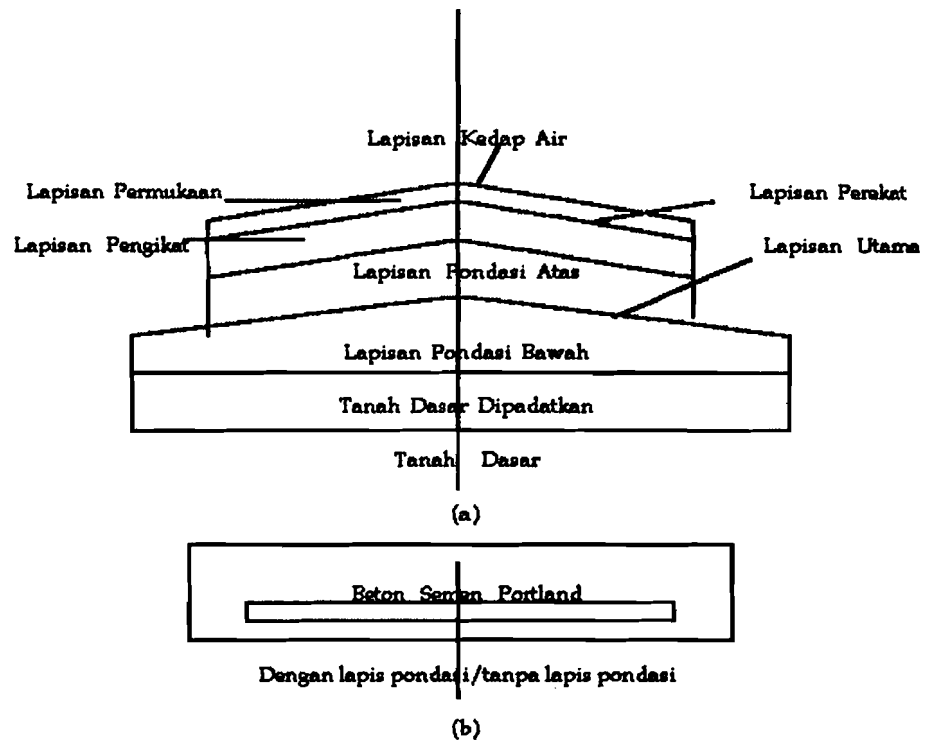 Lapisan Kedap Air
Lapisan Permukaan
Lapisan Perekat
Lapisan Pengikat
Lapisan Utama
Lapisan Pondasi Atas
Lapisan Pondasi Bawah
Tanah Dasar Dipadatkan
Tanah Dasar
(a)
Beton Semen Portland
Dengan lapis pondasi/tanpa lapis pondasi
(b)